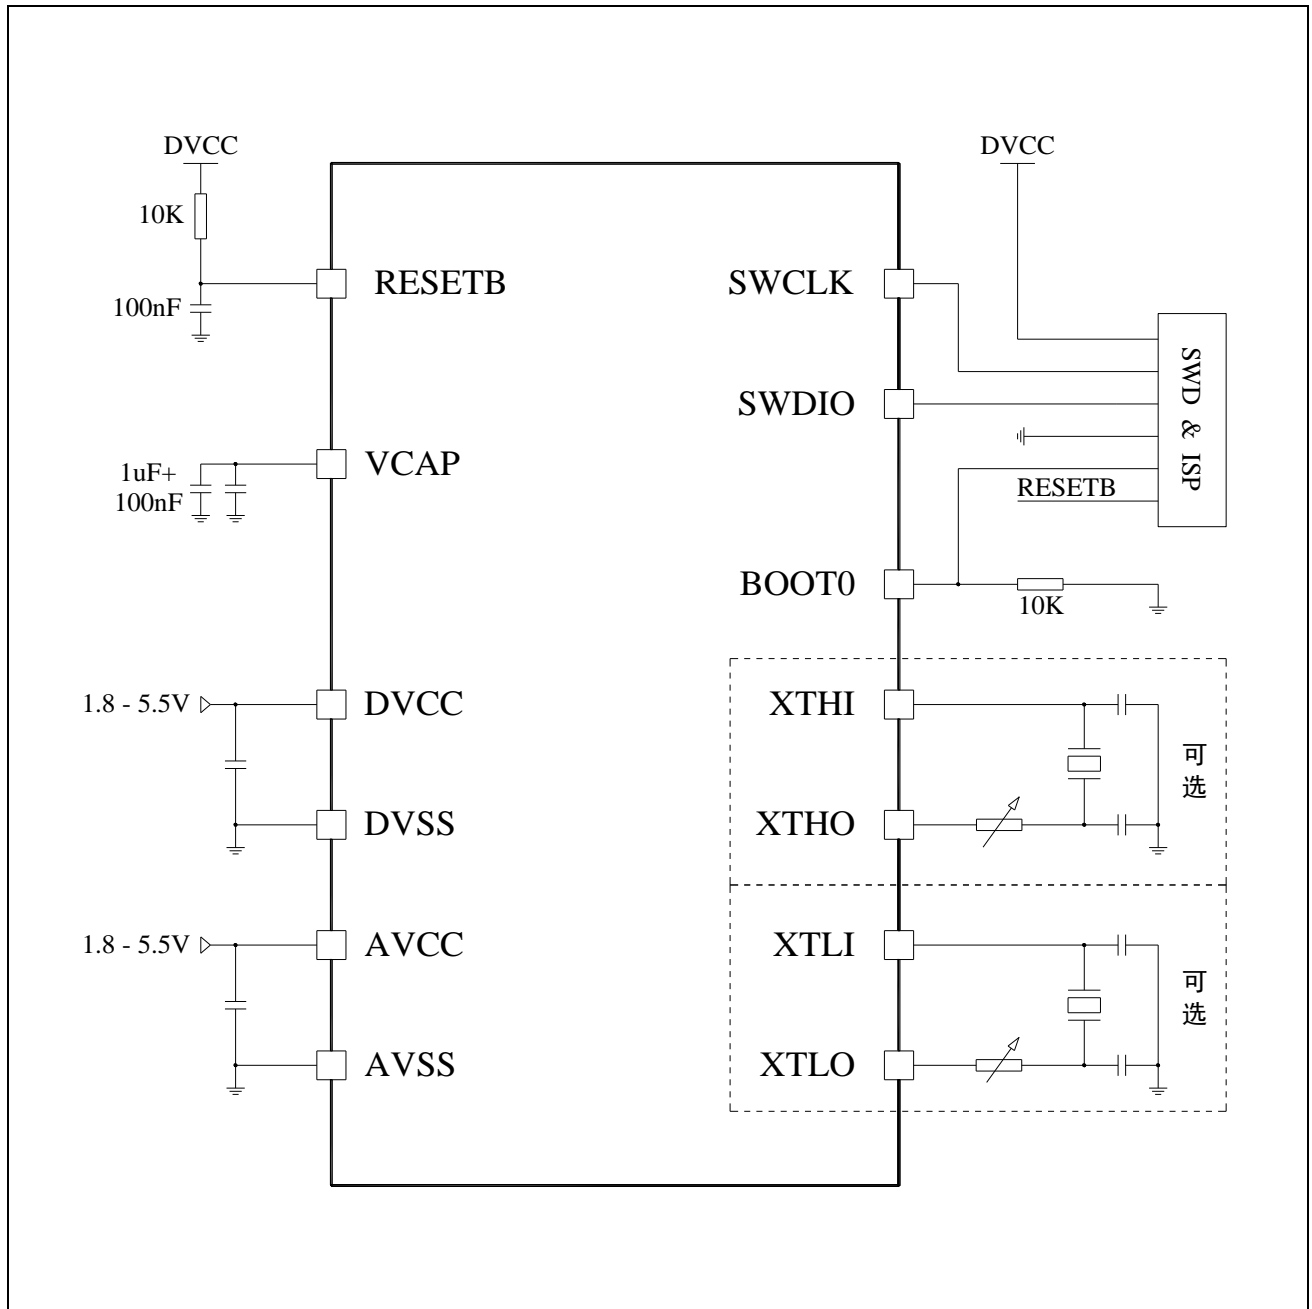 DVCC
10K
100nF
RESETB
VCAP
1uF+
100nF
1.8 - 5.5V
DVCC
DVSS
1.8 - 5.5V
AVCC
AVSS
DVCC
SWCLK
SWDIO
SWD & ISP
RESETB
BOOT0
10K
XTHI
XTHO
可
选
XTLI
XTLO
可
选